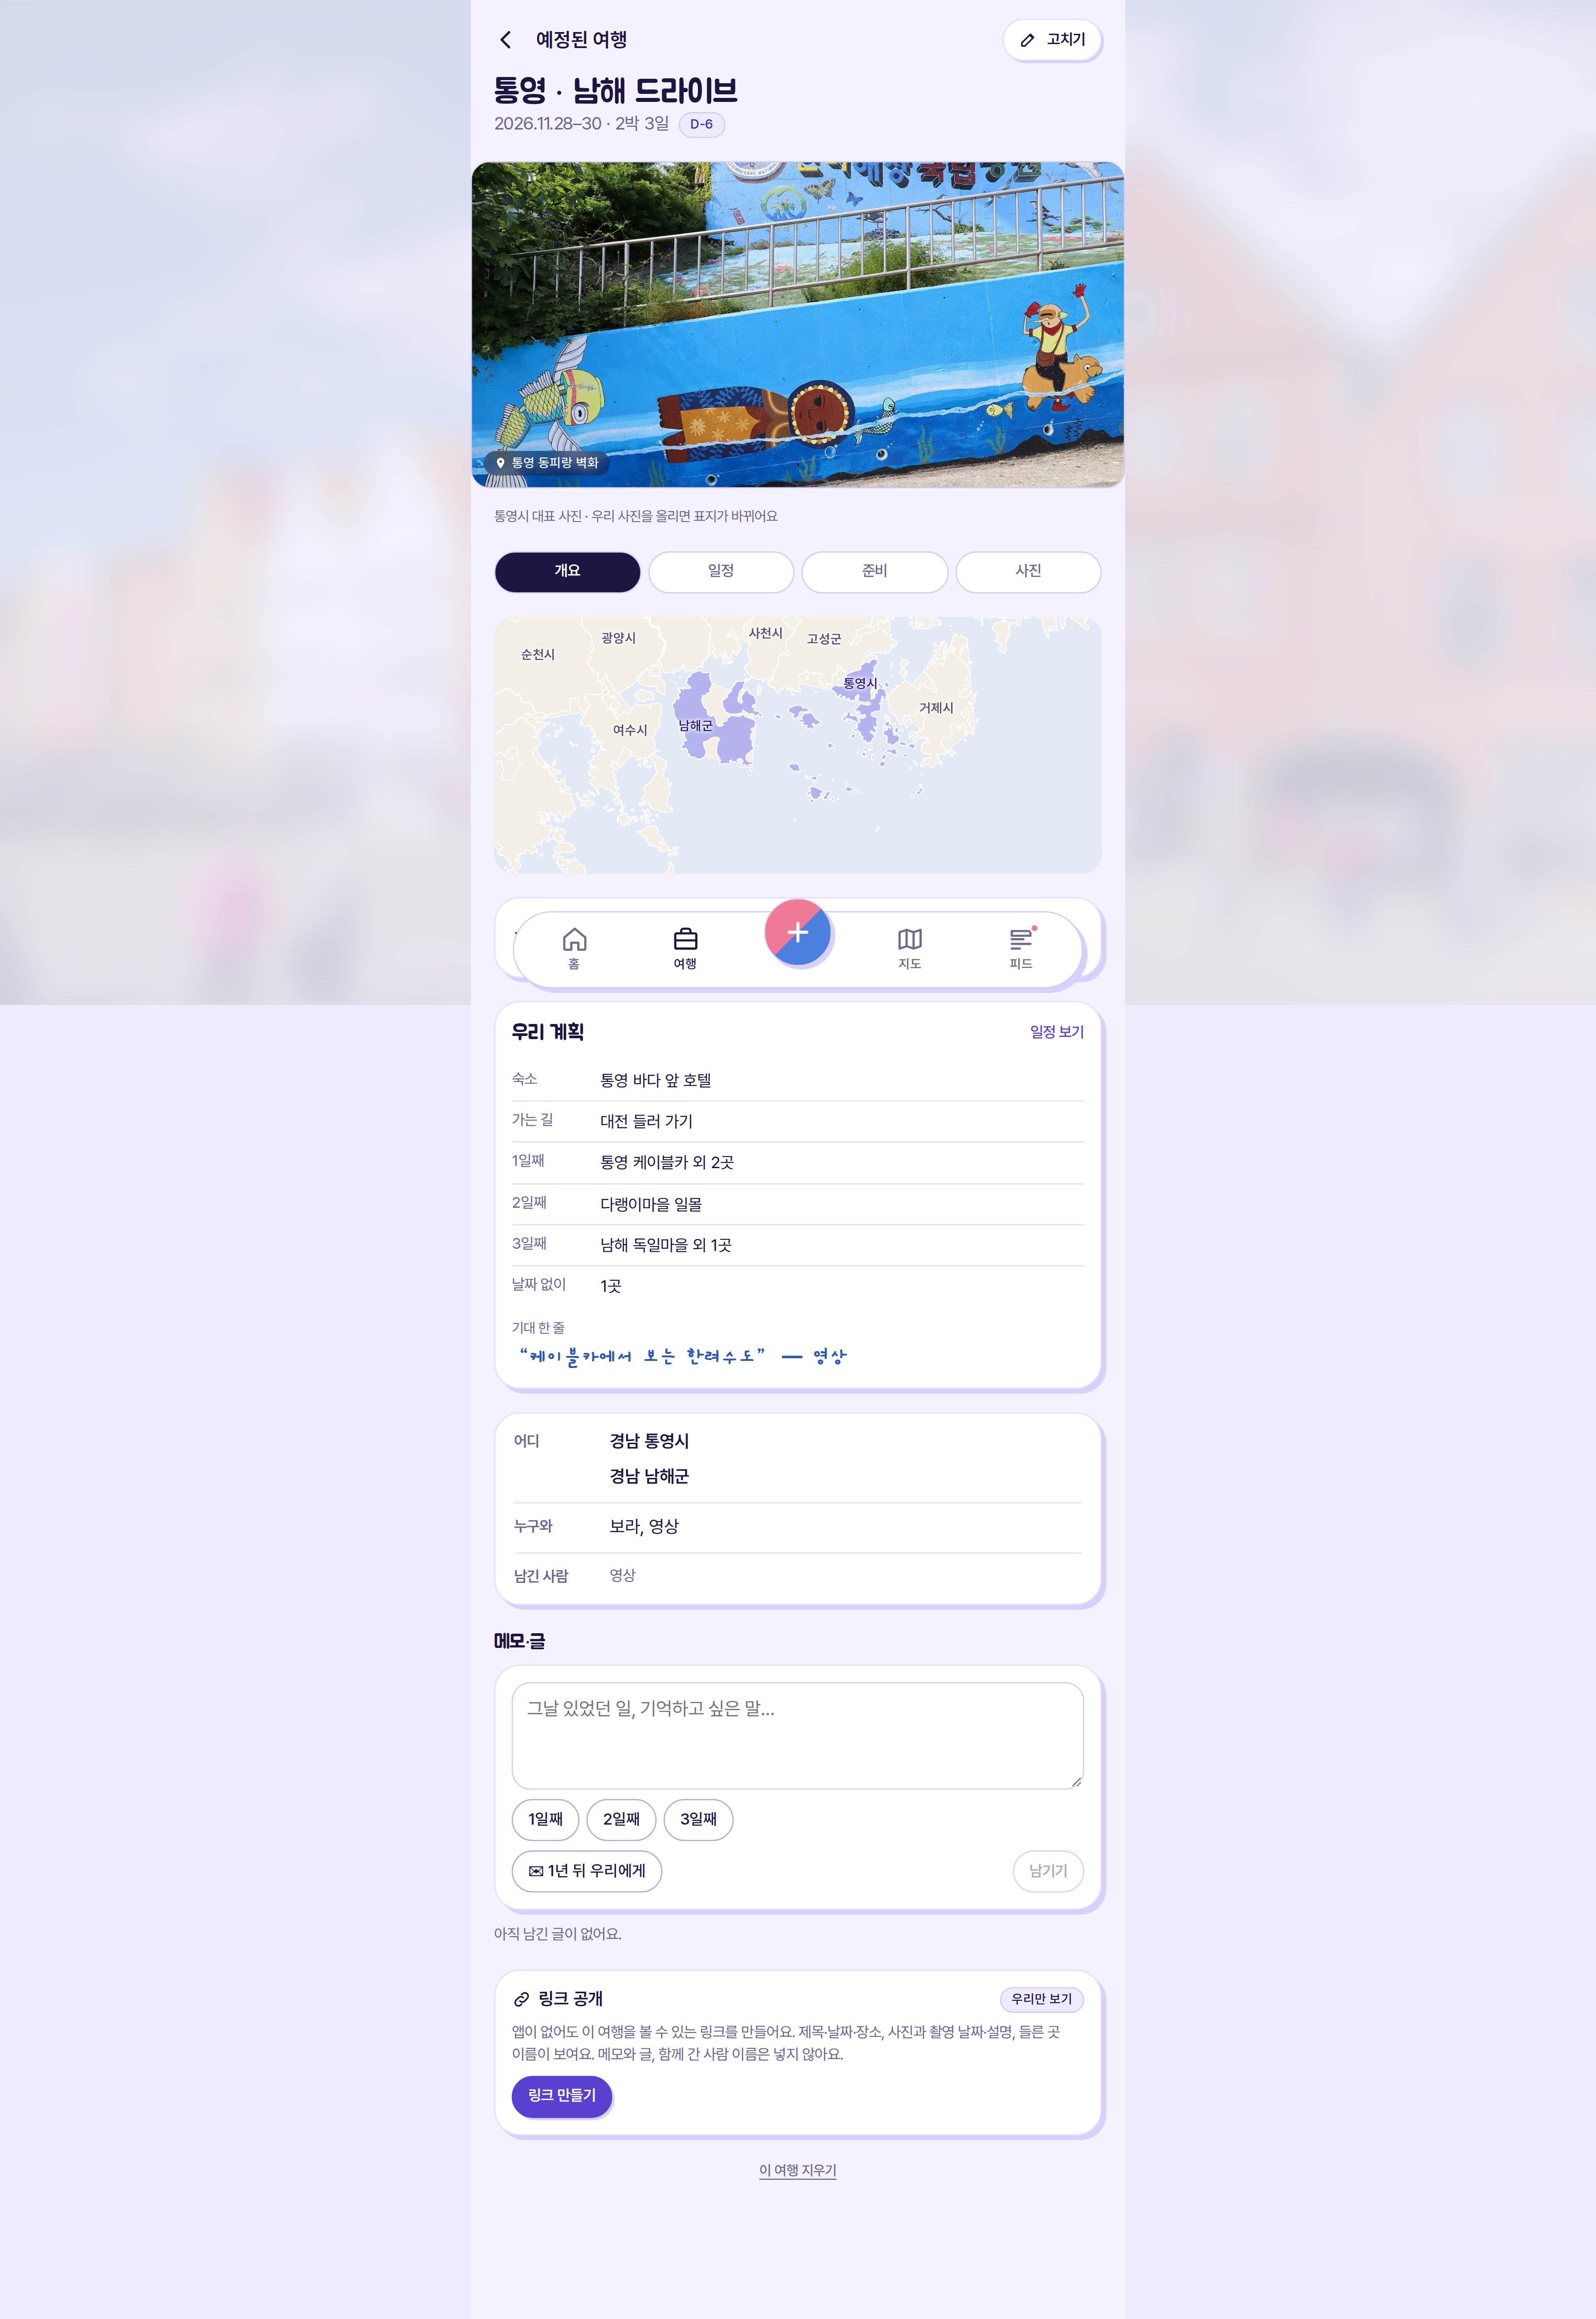 예정된 여행
고치기
통영 · 남해 드라이브
2026.11.28–30 · 2박 3일 D-6
통영 동피랑 벽화
통영시 대표 사진 · 우리 사진을 올리면 표지가 바뀌어요
개요 일정 준비 사진
순천시
광양시
사천시
고성군
통영시
거제시
여수시
남해군
홈 여행 지도 피드
우리 계획 일정 보기
숙소 통영 바다 앞 호텔
가는 길 대전 들러 가기
1일째 통영 케이블카 외 2곳
2일째 다랭이마을 일몰
3일째 남해 독일마을 외 1곳
날짜 없이 1곳
기대 한 줄
“케이블카에서 보는 한려수도” — 영상
어디 경남 통영시
경남 남해군
누구와 보라, 영상
남긴 사람 영상
메모·글
그날 있었던 일, 기억하고 싶은 말...
1일째 2일째 3일째
1년 뒤 우리에게 남기기
아직 남긴 글이 없어요.
링크 공개 우리만 보기
앱이 없어도 이 여행을 볼 수 있는 링크를 만들어요. 제목·날짜·장소, 사진과 촬영 날짜·설명, 들른 곳
이름이 보여요. 메모와 글, 함께 간 사람 이름은 넣지 않아요.
링크 만들기
이 여행 지우기